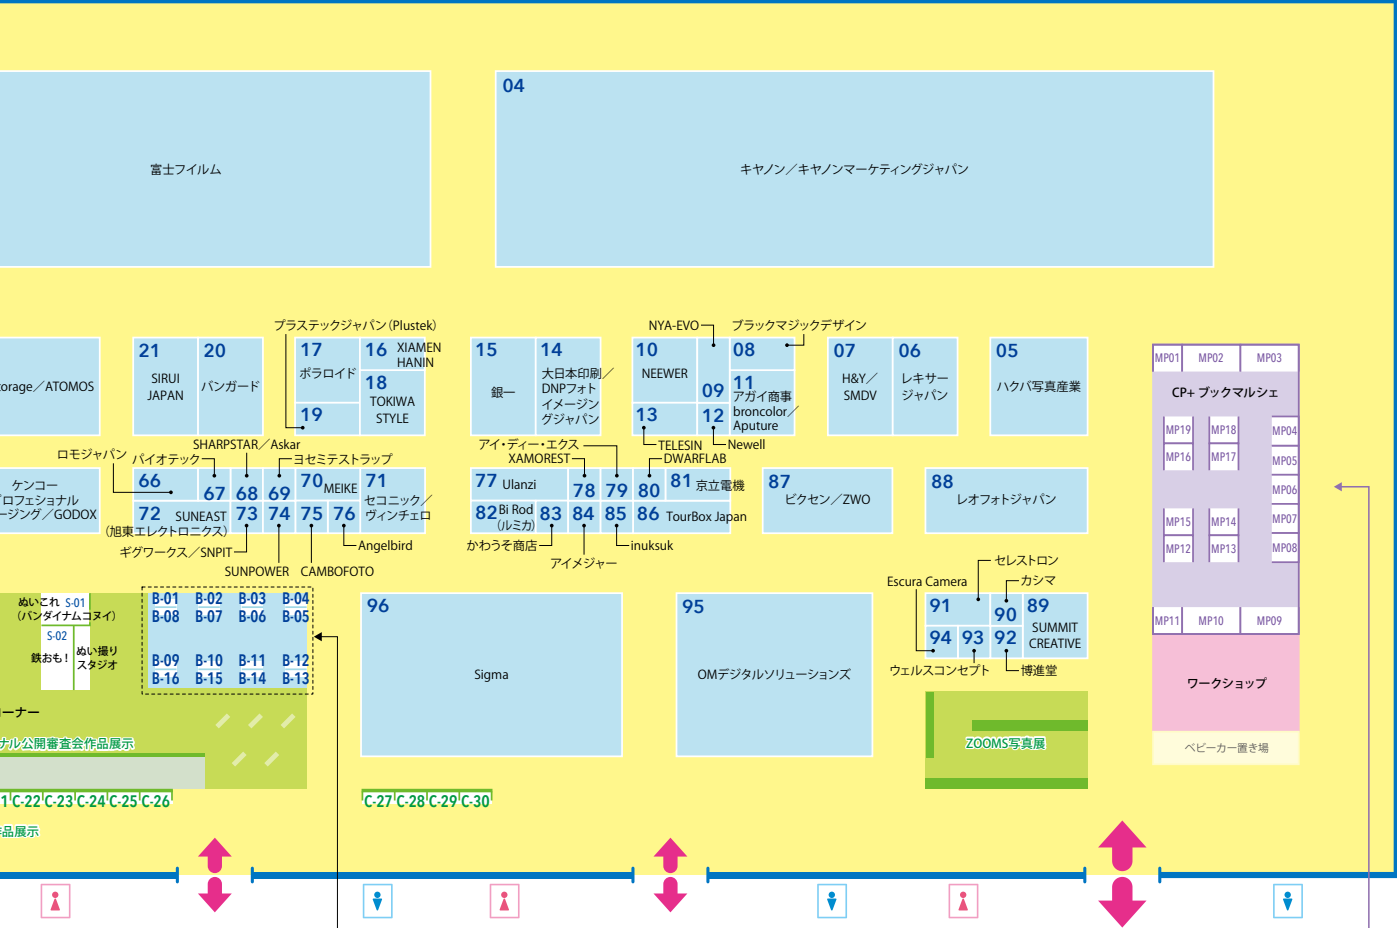 04
富士フイルム
キヤノン／キヤノンマーケティングジャパン
プラステックジャパン（Plustek）
NYA-EVO
ブラックマジックデザイン
orage／ATOMOS
21
SIRUI
JAPAN
20
バンガード
17
ポラロイド
16
XIAMEN
HANIN
18
TOKIWA
STYLE
19
15
銀一
14
大日本印刷／
DNPフォト
イメージン
グジャパン
10
NEEWER
09
08
11
アガイ商事
broncolor／
Aputure
13
12
07
H&Y／
SMDV
06
レキサー
ジャパン
05
ハクバ写真産業
TELESIN
Newell
SHARPSTAR／Askar
ロモジャパン
パイオテック
ヨセミテストラップ
アイ・ディー・エクス
XAMOREST
DWARFLAB
ケンコー
ロフェショナル
ージング／GODOX
66
67
68
69
70
MEIKE
71
セコニック／
ヴィンチェロ
72
SUNEAST
（旭東エレクトロニクス）
73
74
75
76
ギグワークス／SNPIT
SUNPOWER
CAMBOFOTO
Angelbird
77
Ulanzi
78
79
80
81
京立電機
82
Bi Rod
(ルミカ)
83
84
85
86
TourBox Japan
かわうそ商店
アイメジャー
inuksuk
87
ビクセン／ZWO
88
レオフォトジャパン
MP01
MP02
MP03
CP+ ブックマルシェ
MP19
MP18
MP04
MP16
MP17
MP05
MP06
MP15
MP14
MP07
MP12
MP13
MP08
MP11
MP10
MP09
ワークショップ
ベビーカー置き場
ぬいこれ S-01
（バンダイナムコヌイ）
S-02
鉄おも！
ぬい撮り
スタジオ
B-01 B-02 B-03 B-04
B-08 B-07 B-06 B-05
B-09 B-10 B-11 B-12
B-16 B-15 B-14 B-13
96
Sigma
95
OMデジタルソリューションズ
セレストロン
Escura Camera
カシマ
91
90
89
SUMMIT
CREATIVE
94
93
92
ウェルスコンセプト
博進堂
ーナー
ナル公開審査会作品展示
ZOOMS写真展
1 C-22 C-23 C-24 C-25 C-26
C-27 C-28 C-29 C-30
品展示